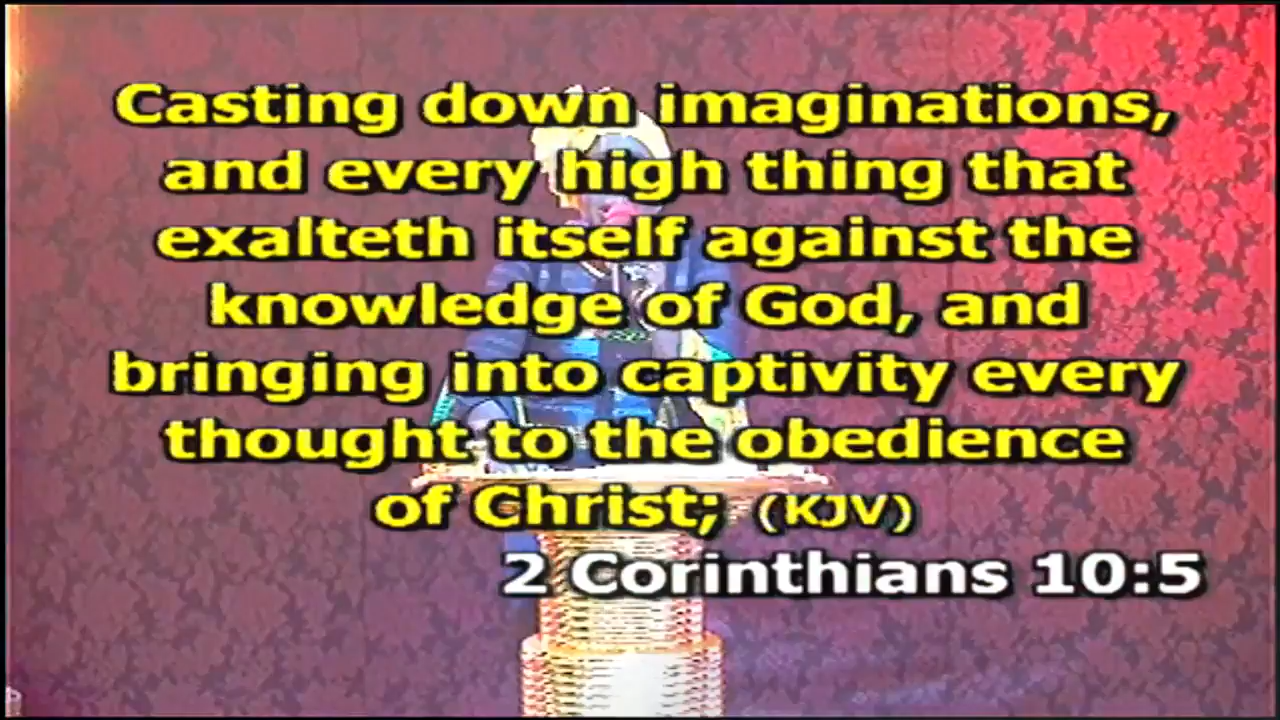 Casting down imaginations,
and every high thing that
exalteth itself against the
knowledge of God, and
bringing into captivity every
thought to the obedience
of Christ; (KJV)
2 Corinthians 10:5